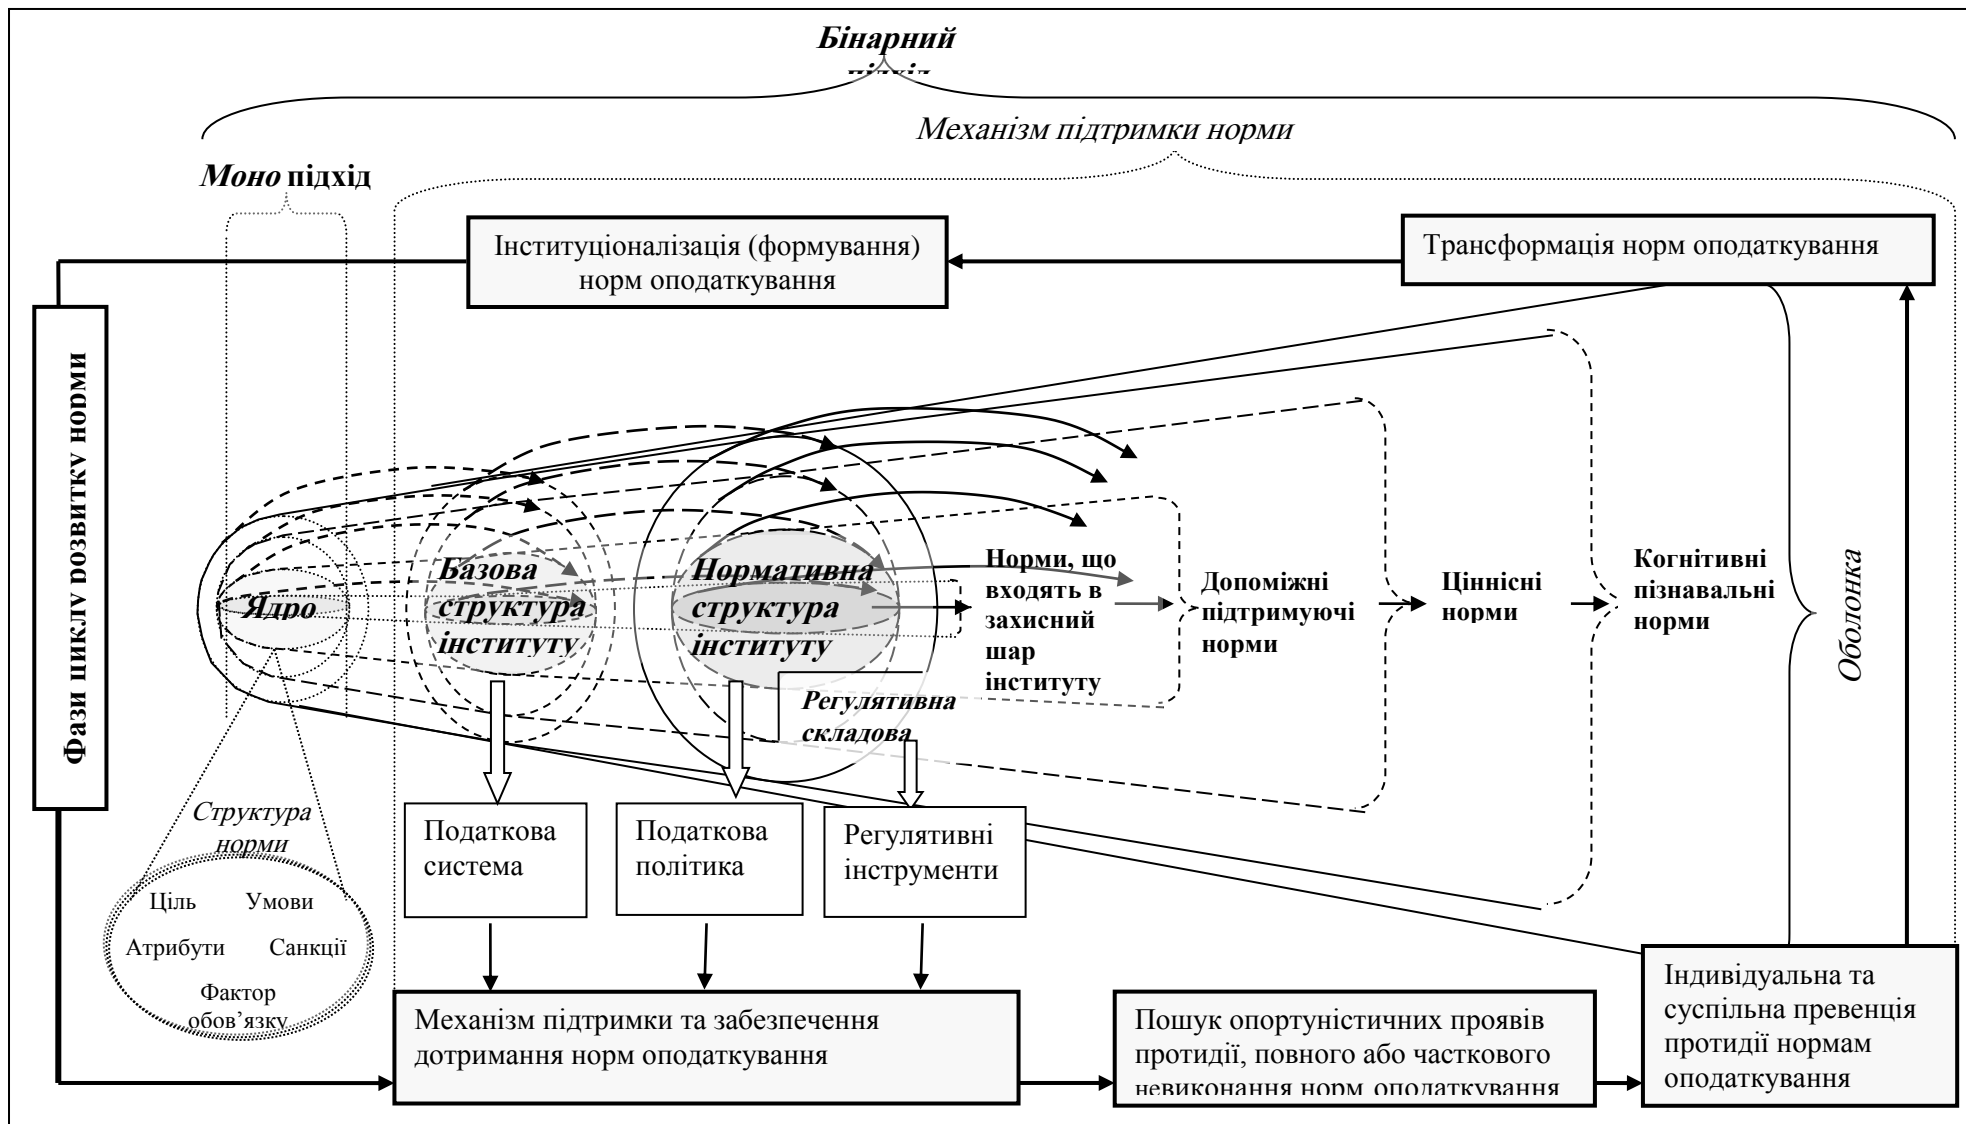 Бінарний
підхід
Механізм підтримки норми
Моно підхід
Інституціоналізація (формування)
норм оподаткування
Трансформація норм оподаткування
Фази циклу розвитку норми
Ядро
Базова
структура
інституту
Нормативна
структура
інституту
Регулятивна
складова
Норми, що
входять в
захисний
шар
інституту
Допоміжні
підтримуючі
норми
Ціннісні
норми
Когнітивні
пізнавальні
норми
Оболонка
Структура
норми
Ціль Умови
Атрибути Санкції
Фактор
обов’язку
Податкова
система
Податкова
політика
Регулятивні
інструменти
Механізм підтримки та забезпечення
дотримання норм оподаткування
Пошук опортуністичних проявів
протидії, повного або часткового
невиконання норм оподаткування
Індивідуальна та
суспільна превенція
протидії нормам
оподаткування